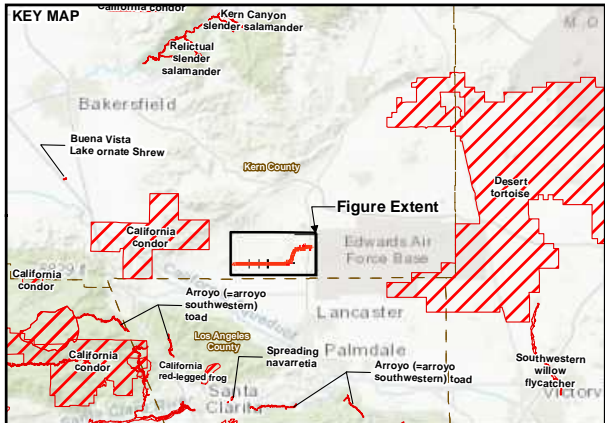 KEY MAP
California condor
Kern Canyon
slender salamander
Relictual
slender
salamander
Bakersfield
Buena Vista
Lake ornate Shrew
Kern County
Desert
tortoise
Figure Extent
California
condor
Edwards Air
Force Base
California
condor
Arroyo (=arroyo
southwestern)
toad
Lancaster
Los Angeles
County
California
condor
California
red-legged frog
Spreading
navarretia
Palmdale
Arroyo (=arroyo
Southwestern) toad
Southwestern
willow
flycatcher
Santa
Clarita
Victorv